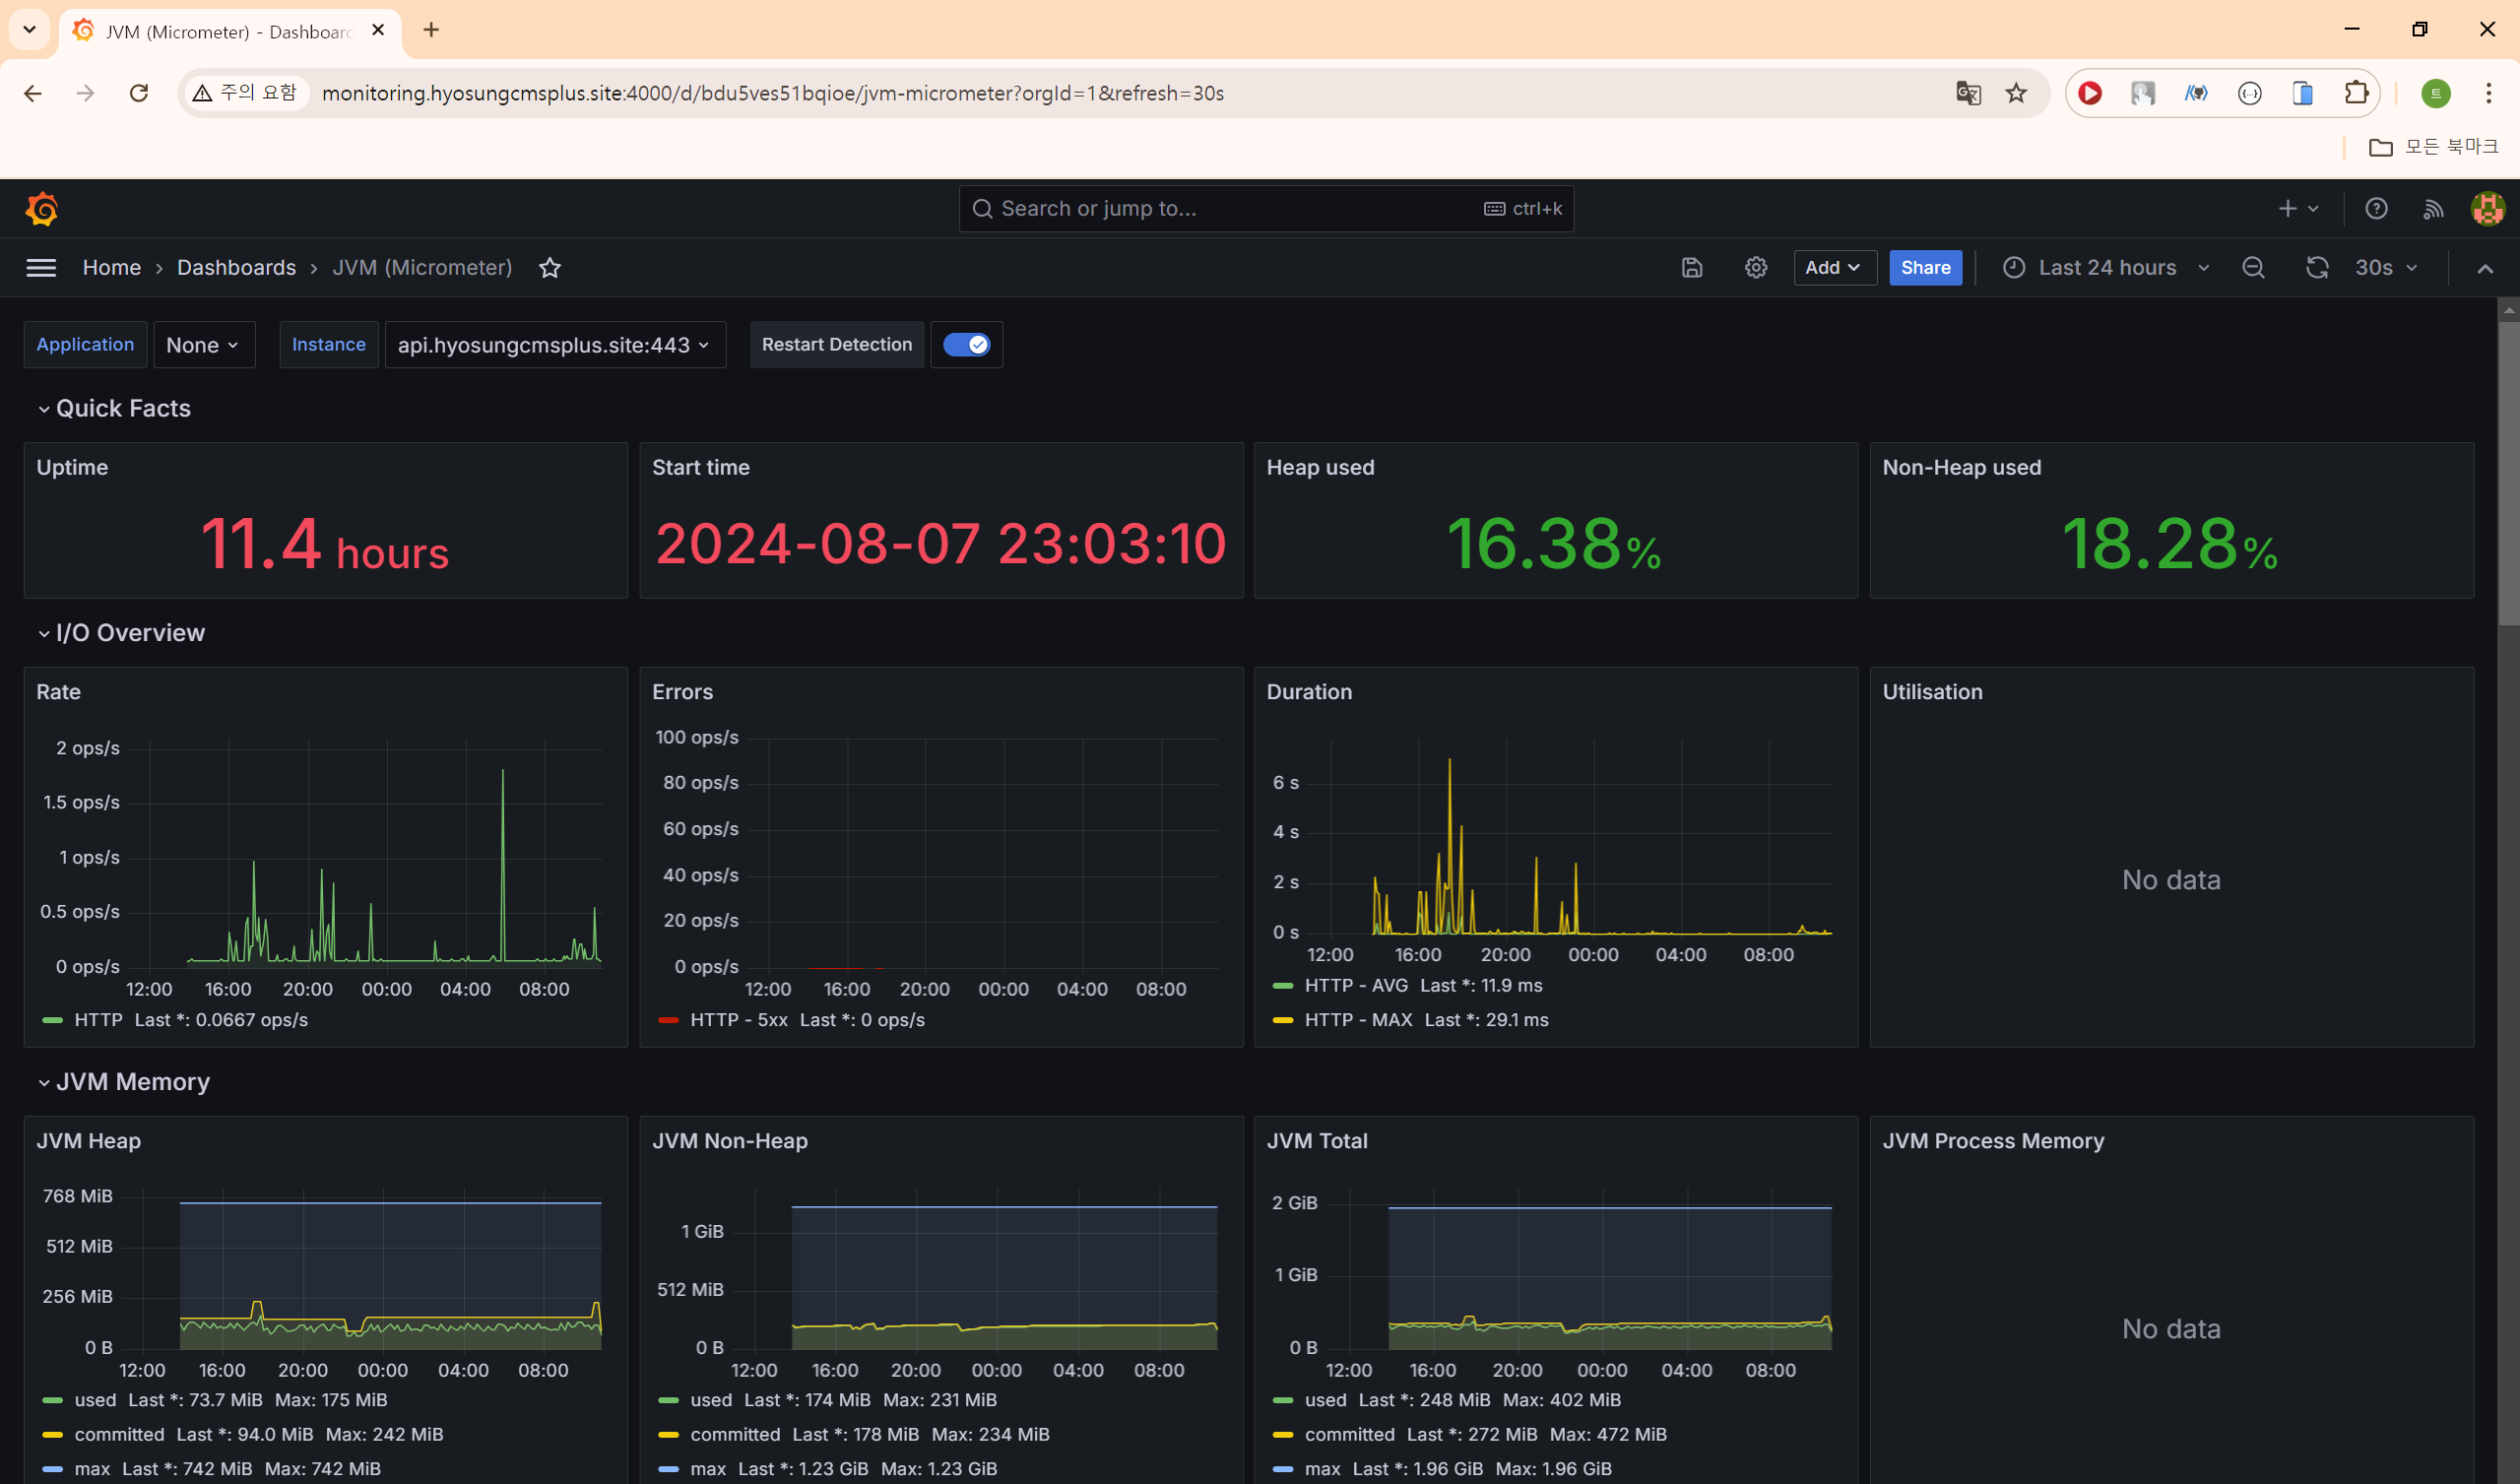 JVM (Micrometer) - Dashboard
주의 요함 monitoring.hyosungcmsplus.site:4000/d/bdu5ves51bqioe/jvm-micrometer?orgId=1&refresh=30s
트
모든 북마크
Search or jump to... ctrl+k
Home › Dashboards › JVM (Micrometer)
Add Share Last 24 hours 30s
Application None Instance api.hyosungcmsplus.site:443 Restart Detection
Quick Facts
Uptime
11.4 hours
Start time
2024-08-07 23:03:10
Heap used
16.38%
Non-Heap used
18.28%
I/O Overview
Rate
2 ops/s
1.5 ops/s
1 ops/s
0.5 ops/s
0 ops/s
12:00 16:00 20:00 00:00 04:00 08:00
HTTP Last *: 0.0667 ops/s
Errors
100 ops/s
80 ops/s
60 ops/s
40 ops/s
20 ops/s
0 ops/s
12:00 16:00 20:00 00:00 04:00 08:00
HTTP - 5xx Last *: 0 ops/s
Duration
6 s
4 s
2 s
0 s
12:00 16:00 20:00 00:00 04:00 08:00
HTTP - AVG Last *: 11.9 ms
HTTP - MAX Last *: 29.1 ms
Utilisation
No data
JVM Memory
JVM Heap
768 MiB
512 MiB
256 MiB
0 B
12:00 16:00 20:00 00:00 04:00 08:00
used Last *: 73.7 MiB Max: 175 MiB
committed Last *: 94.0 MiB Max: 242 MiB
max Last *: 742 MiB Max: 742 MiB
JVM Non-Heap
1 GiB
512 MiB
0 B
12:00 16:00 20:00 00:00 04:00 08:00
used Last *: 174 MiB Max: 231 MiB
committed Last *: 178 MiB Max: 234 MiB
max Last *: 1.23 GiB Max: 1.23 GiB
JVM Total
2 GiB
1 GiB
0 B
12:00 16:00 20:00 00:00 04:00 08:00
used Last *: 248 MiB Max: 402 MiB
committed Last *: 272 MiB Max: 472 MiB
max Last *: 1.96 GiB Max: 1.96 GiB
JVM Process Memory
No data